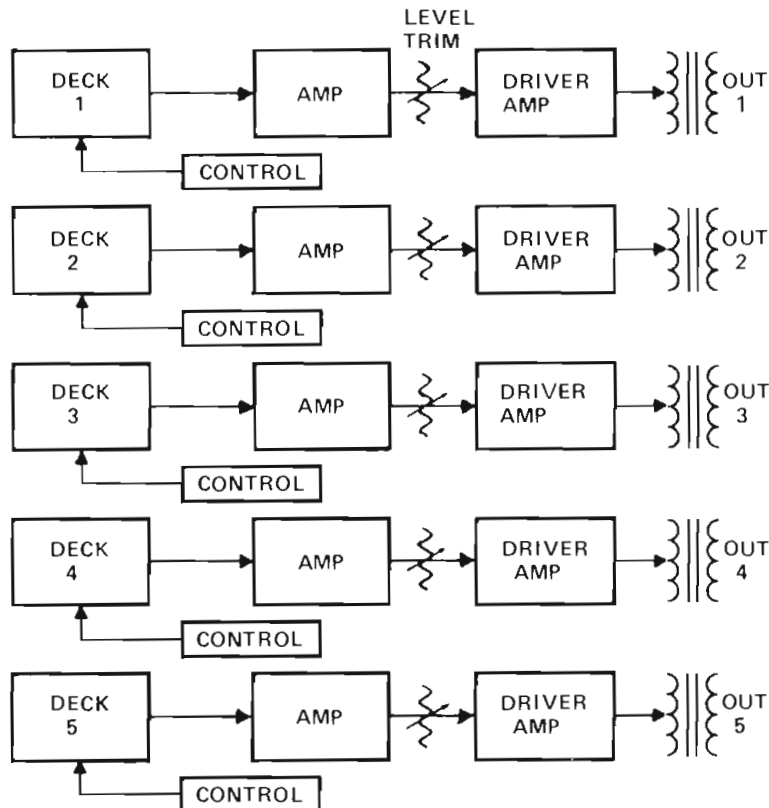 LEVEL
TRIM
DECK
1
AMP
DRIVER
AMP
OUT
1
CONTROL
DECK
2
AMP
DRIVER
AMP
OUT
2
CONTROL
DECK
3
AMP
DRIVER
AMP
OUT
3
CONTROL
DECK
4
AMP
DRIVER
AMP
OUT
4
CONTROL
DECK
5
AMP
DRIVER
AMP
OUT
5
CONTROL